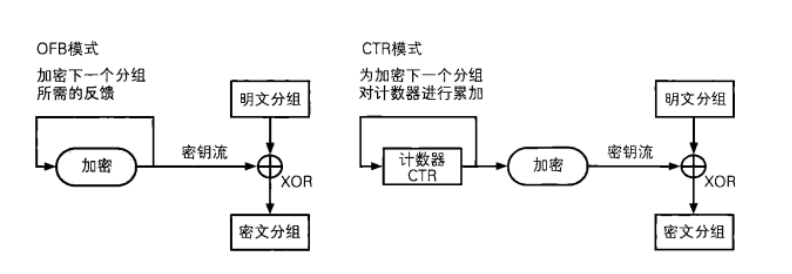 OFB模式
加密下一个分组
所需的反馈
明文分组
加密
密钥流
XOR
密文分组
CTR模式
为加密下一个分组
对计数器进行累加
明文分组
计数器
CTR
加密
密钥流
XOR
密文分组